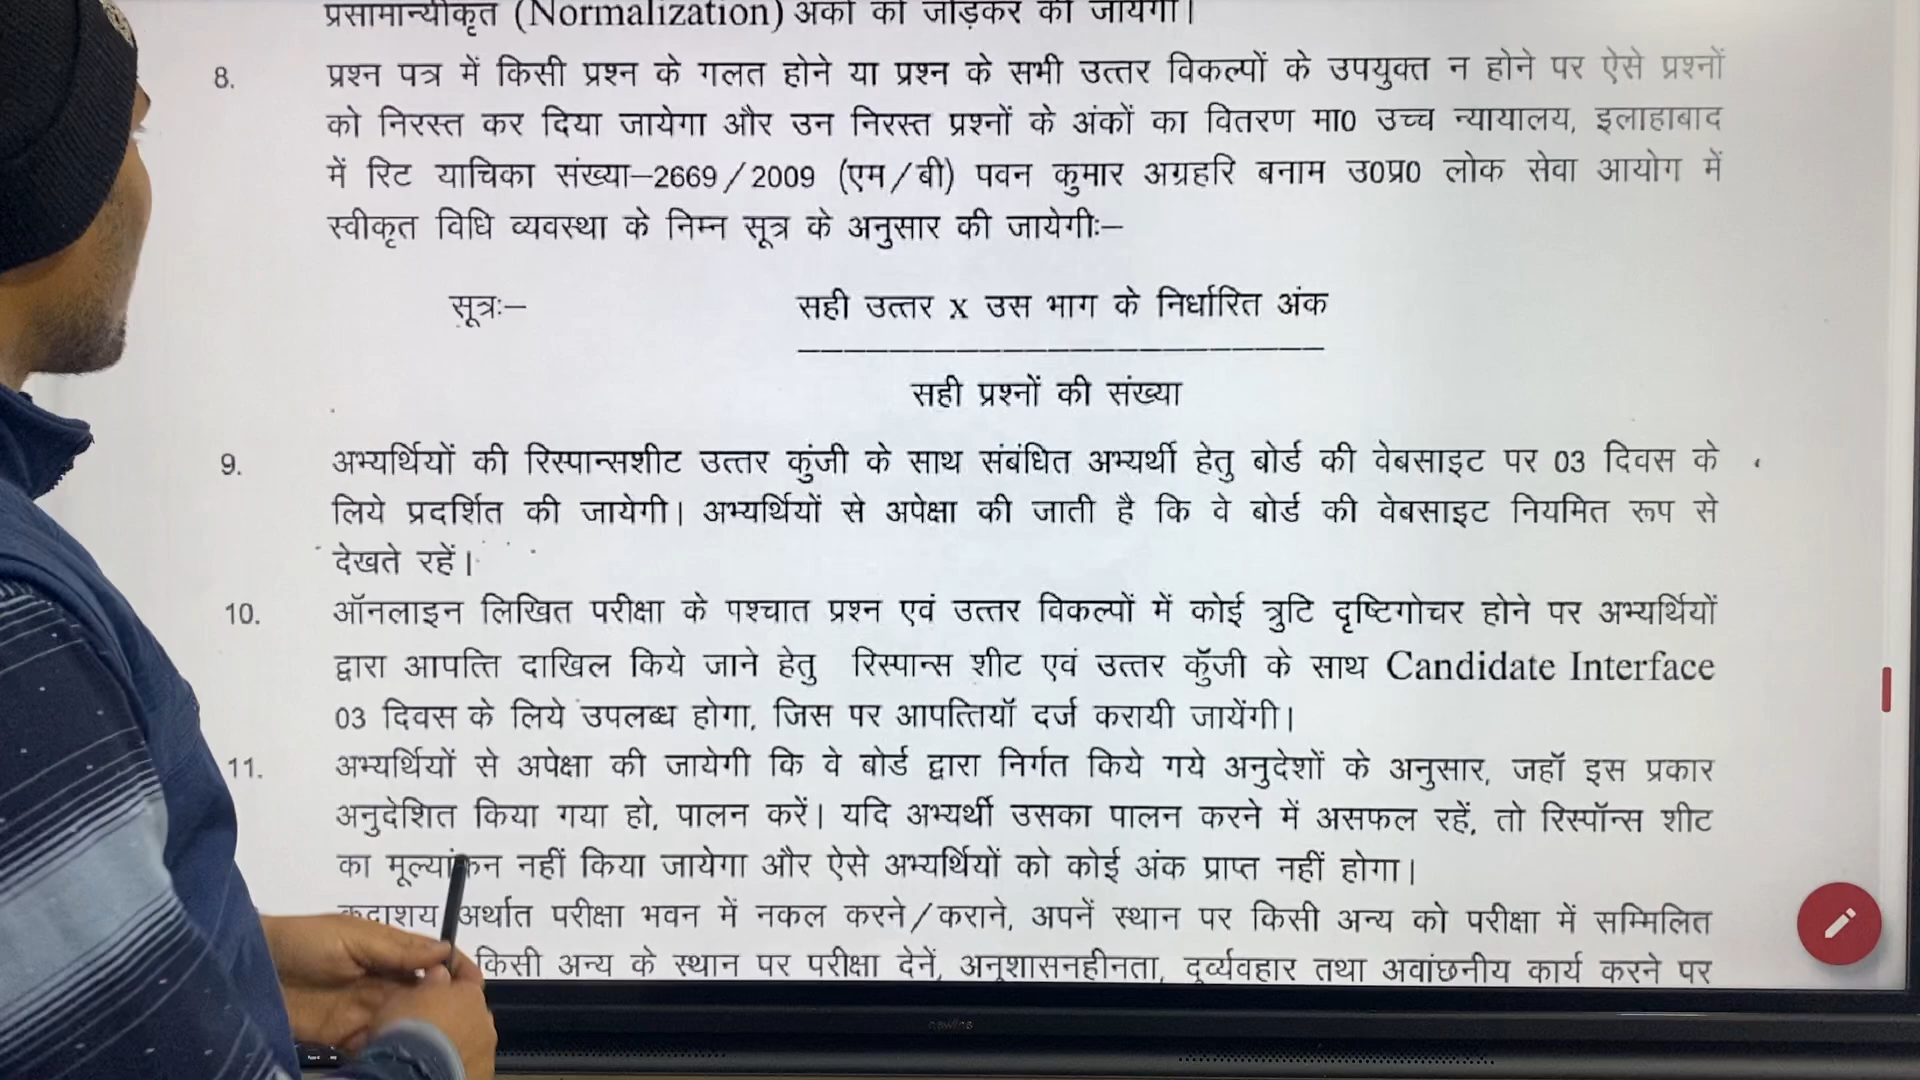 प्रसामान्यीकृत (Normalization) अंकों को जोड़कर की जायेगी।
8. प्रश्न पत्र में किसी प्रश्न के गलत होने या प्रश्न के सभी उत्तर विकल्पों के उपयुक्त न होने पर ऐसे प्रश्नों
को निरस्त कर दिया जायेगा और उन निरस्त प्रश्नों के अंकों का वितरण मा0 उच्च न्यायालय, इलाहाबाद
में रिट याचिका संख्या–2669/2009 (एम/बी) पवन कुमार अग्रहरि बनाम उ0प्र0 लोक सेवा आयोग में
स्वीकृत विधि व्यवस्था के निम्न सूत्र के अनुसार की जायेगीः–
सूत्रः– सही उत्तर x उस भाग के निर्धारित अंक
सही प्रश्नों की संख्या
9. अभ्यर्थियों की रिस्पान्सशीट उत्तर कुंजी के साथ संबंधित अभ्यर्थी हेतु बोर्ड की वेबसाइट पर 03 दिवस के
लिये प्रदर्शित की जायेगी। अभ्यर्थियों से अपेक्षा की जाती है कि वे बोर्ड की वेबसाइट नियमित रूप से
देखते रहें।
10. ऑनलाइन लिखित परीक्षा के पश्चात प्रश्न एवं उत्तर विकल्पों में कोई त्रुटि दृष्टिगोचर होने पर अभ्यर्थियों
द्वारा आपत्ति दाखिल किये जाने हेतु रिस्पान्स शीट एवं उत्तर कॅुंजी के साथ Candidate Interface
03 दिवस के लिये उपलब्ध होगा, जिस पर आपत्तियॉ दर्ज करायी जायेंगी।
11. अभ्यर्थियों से अपेक्षा की जायेगी कि वे बोर्ड द्वारा निर्गत किये गये अनुदेशों के अनुसार, जहॉ इस प्रकार
अनुदेशित किया गया हो, पालन करें। यदि अभ्यर्थी उसका पालन करने में असफल रहें, तो रिस्पॉन्स शीट
का मूल्यांकन नहीं किया जायेगा और ऐसे अभ्यर्थियों को कोई अंक प्राप्त नहीं होगा।
कदाशय अर्थात परीक्षा भवन में नकल करने/कराने, अपनें स्थान पर किसी अन्य को परीक्षा में सम्मिलित
किसी अन्य के स्थान पर परीक्षा देनें, अनुशासनहीनता, दुर्व्यवहार तथा अवांछनीय कार्य करने पर
newline